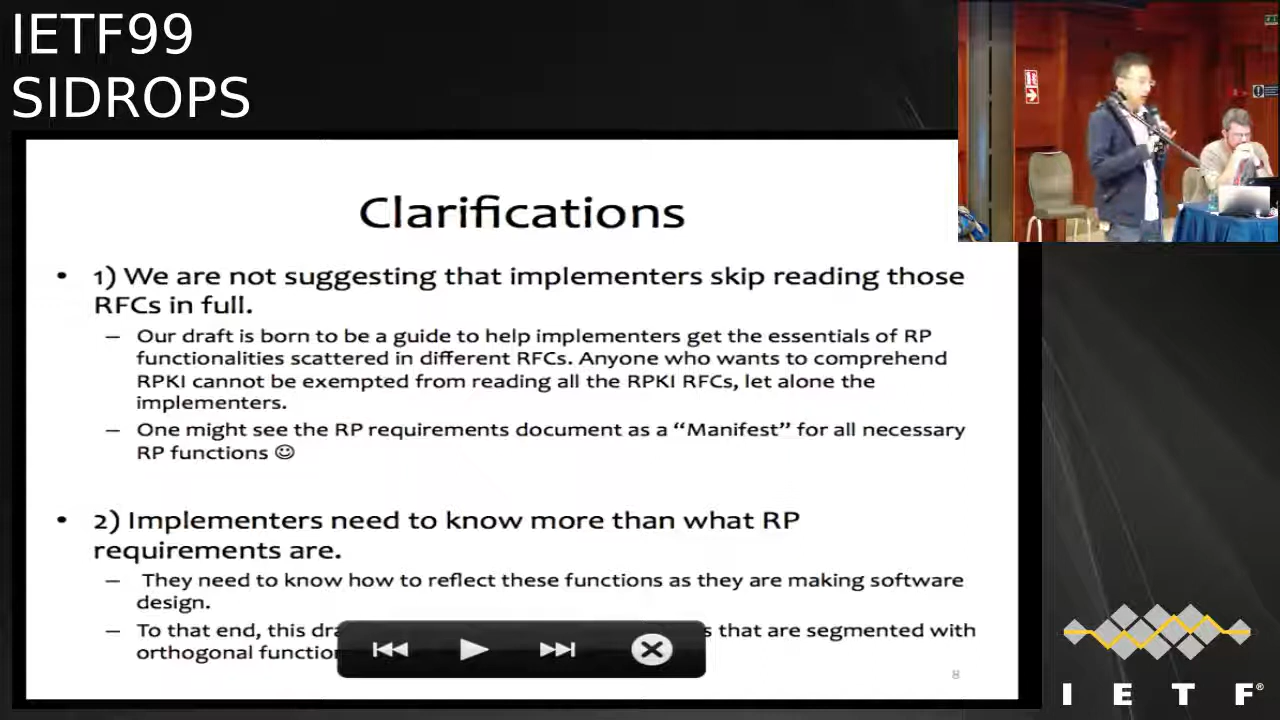 IETF99
SIDROPS
Clarifications
• 1) We are not suggesting that implementers skip reading those
RFCs in full.
– Our draft is born to be a guide to help implementers get the essentials of RP
functionalities scattered in different RFCs. Anyone who wants to comprehend
RPKI cannot be exempted from reading all the RPKI RFCs, let alone the
implementers.
– One might see the RP requirements document as a “Manifest” for all necessary
RP functions ☺
• 2) Implementers need to know more than what RP
requirements are.
– They need to know how to reflect these functions as they are making software
design.
– To that end, this that are segmented with
orthogonal
8
I E T F®